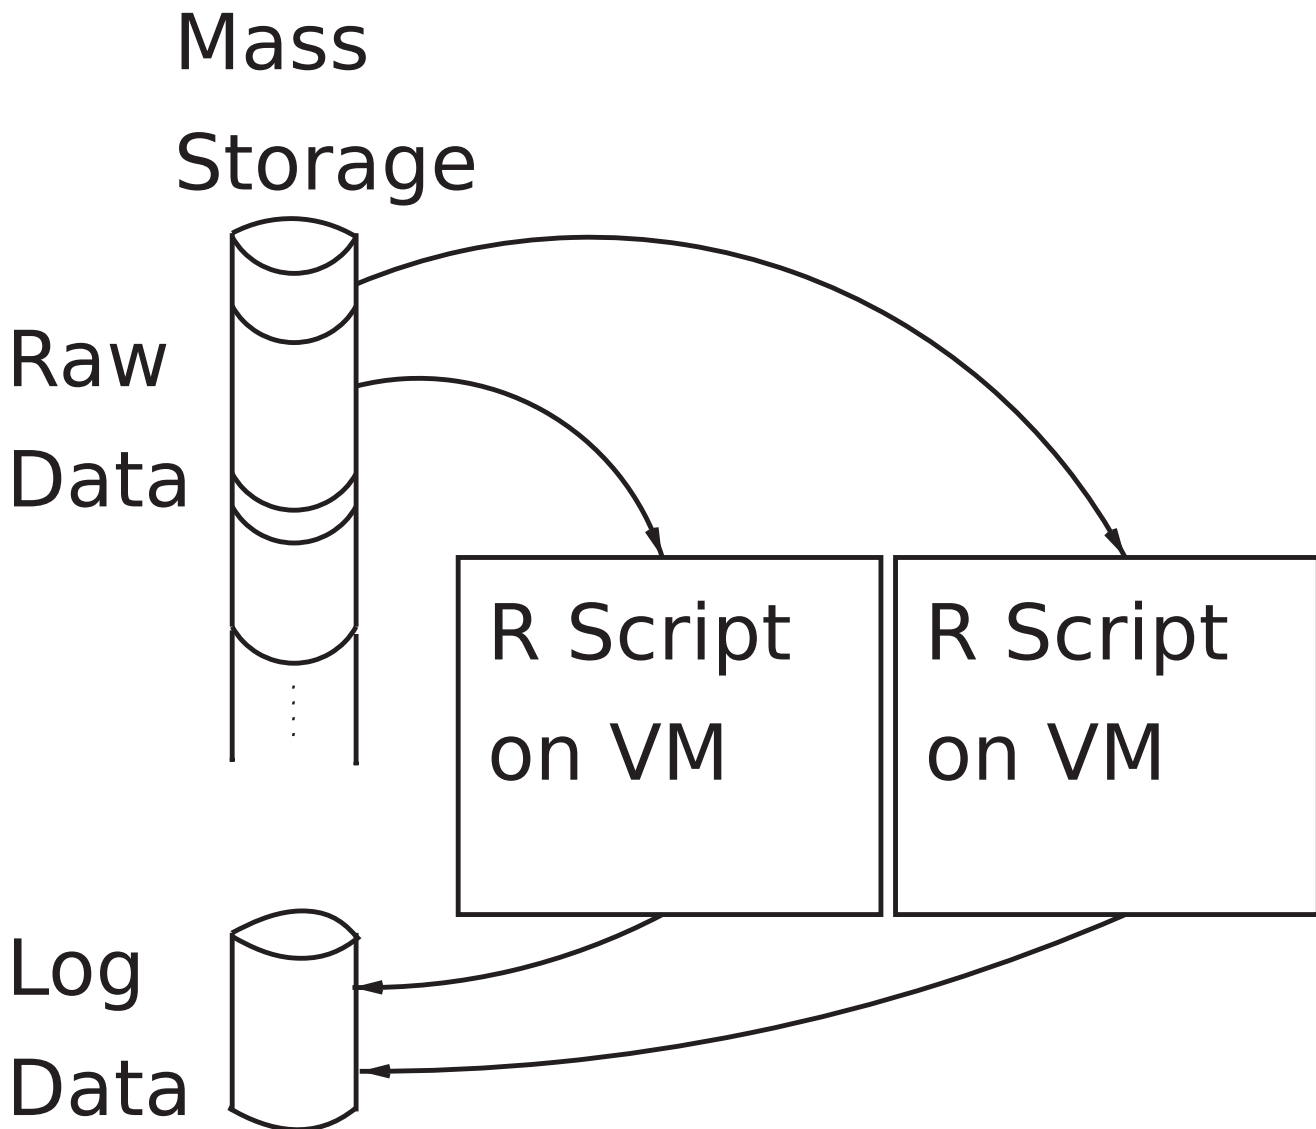 Mass
Storage
Raw
Data
R Script
on VM
R Script
on VM
Log
Data